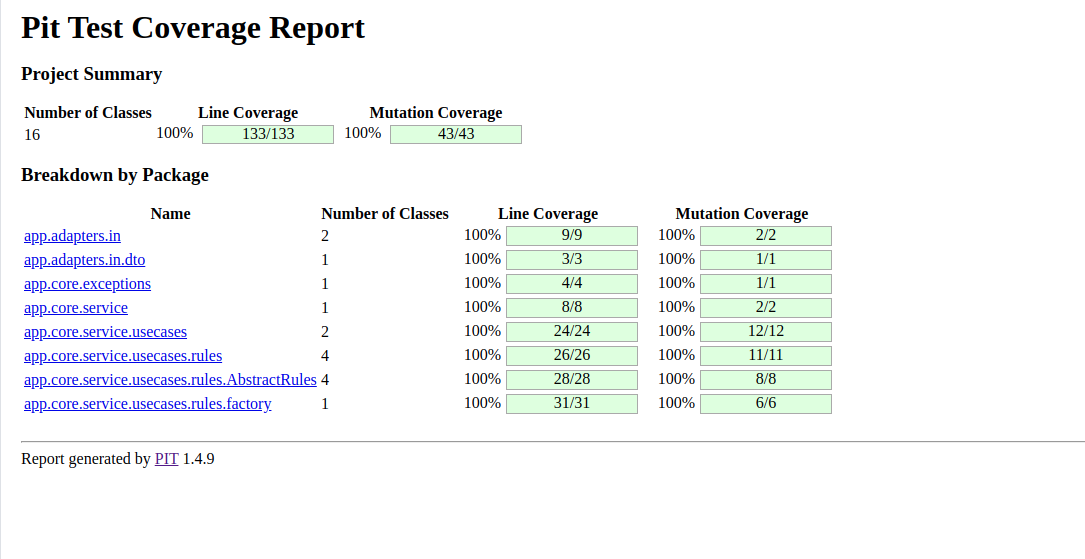 Pit Test Coverage Report
Project Summary
Number of Classes Line Coverage Mutation Coverage
16 100% 133/133 100% 43/43
Breakdown by Package
Name Number of Classes Line Coverage Mutation Coverage
app.adapters.in 2 100% 9/9 100% 2/2
app.adapters.in.dto 1 100% 3/3 100% 1/1
app.core.exceptions 1 100% 4/4 100% 1/1
app.core.service 1 100% 8/8 100% 2/2
app.core.service.usecases 2 100% 24/24 100% 12/12
app.core.service.usecases.rules 4 100% 26/26 100% 11/11
app.core.service.usecases.rules.AbstractRules 4 100% 28/28 100% 8/8
app.core.service.usecases.rules.factory 1 100% 31/31 100% 6/6
Report generated by PIT 1.4.9